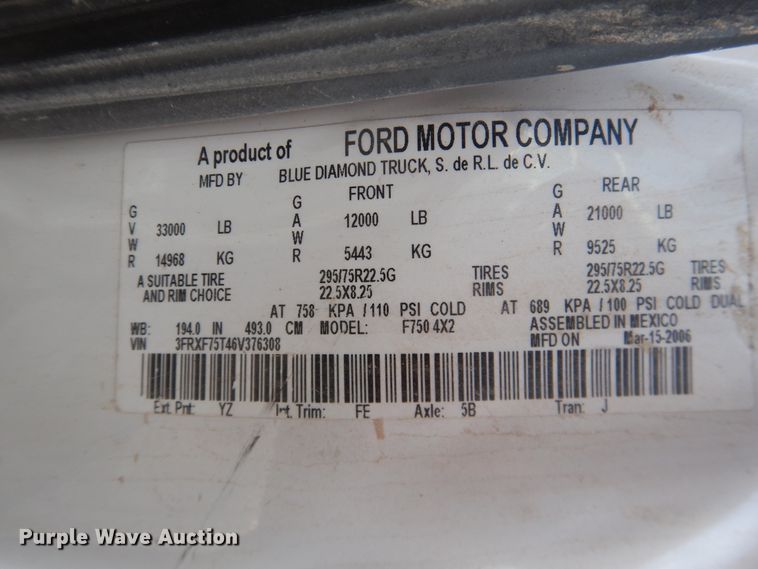 A product of FORD MOTOR COMPANY
MFD BY BLUE DIAMOND TRUCK, S. de R.L. de C.V.
FRONT REAR
GVWR 33000 LB GAWR 12000 LB GAWR 21000 LB
14968 KG 5443 KG 9525 KG
A SUITABLE TIRE 295/75R22.5G TIRES 295/75R22.5G TIRES
AND RIM CHOICE 22.5X8.25 RIMS 22.5X8.25 RIMS
AT 758 KPA/110 PSI COLD AT 689 KPA/100 PSI COLD DUAL
WB: 194.0 IN 493.0 CM MODEL: F750 4X2 ASSEMBLED IN MEXICO
VIN 3FRXF75T46V376308 MFD ON Mar-15-2006
Ext. Pnt: YZ Int. Trim: FE Axle: 5B Tran: J
Purple Wave Auction